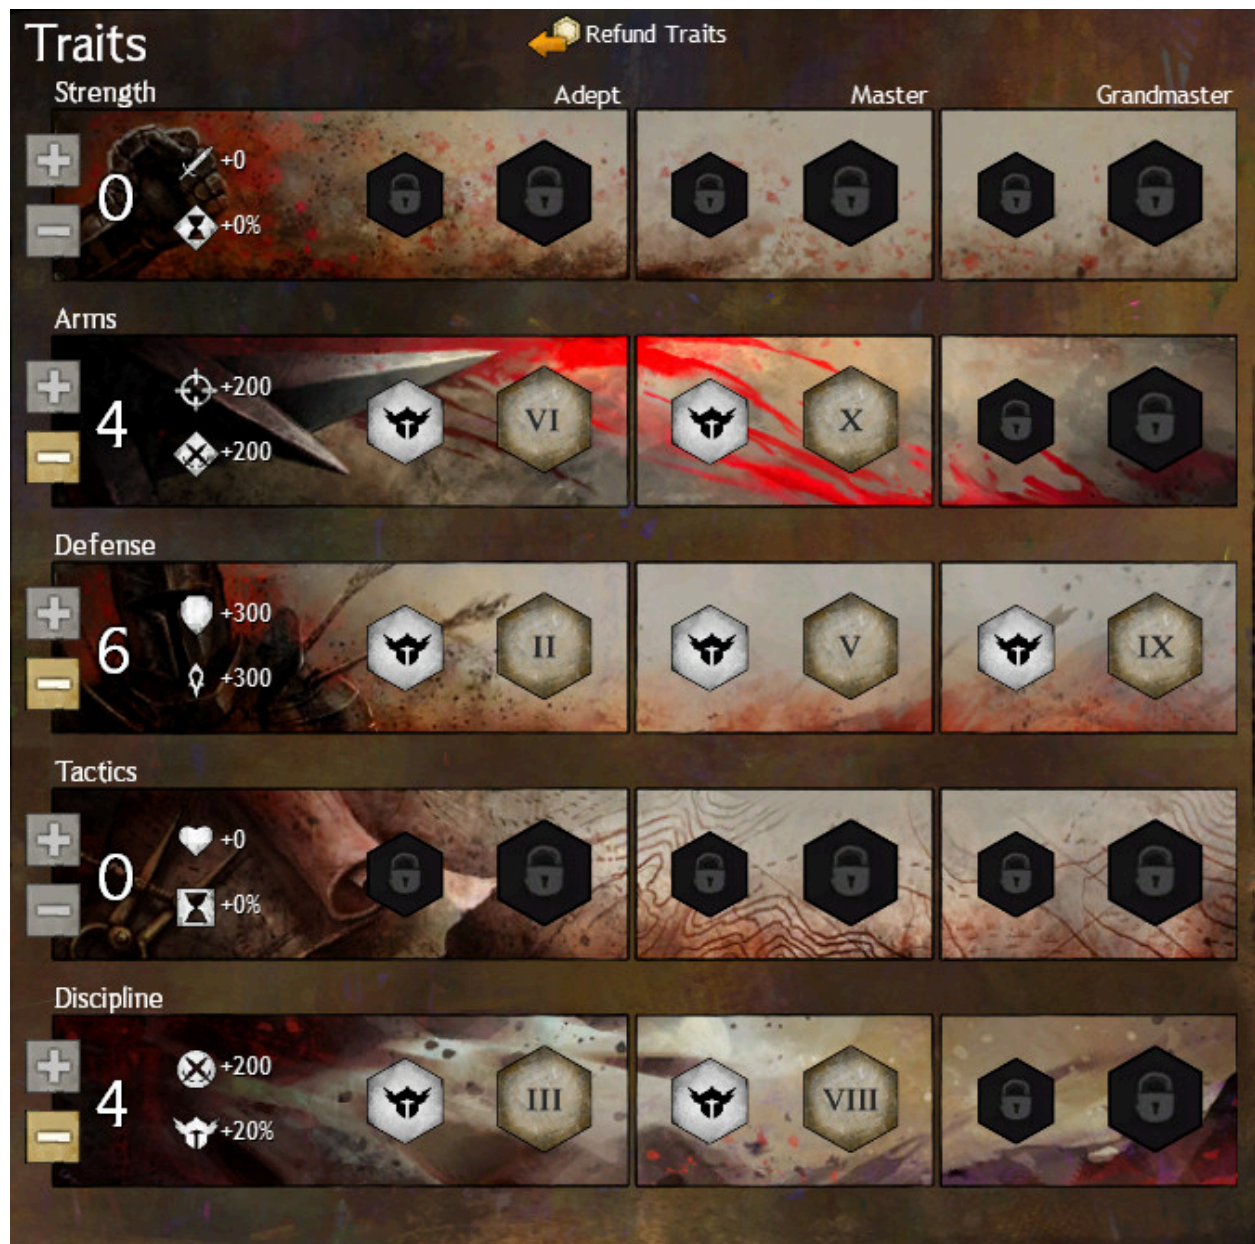 Traits
Refund Traits
Strength
Adept
Master
Grandmaster
0
+0
+0%
Arms
4
+200
+200
VI
X
Defense
6
+300
+300
II
V
IX
Tactics
0
+0
+0%
Discipline
4
+200
+20%
III
VIII